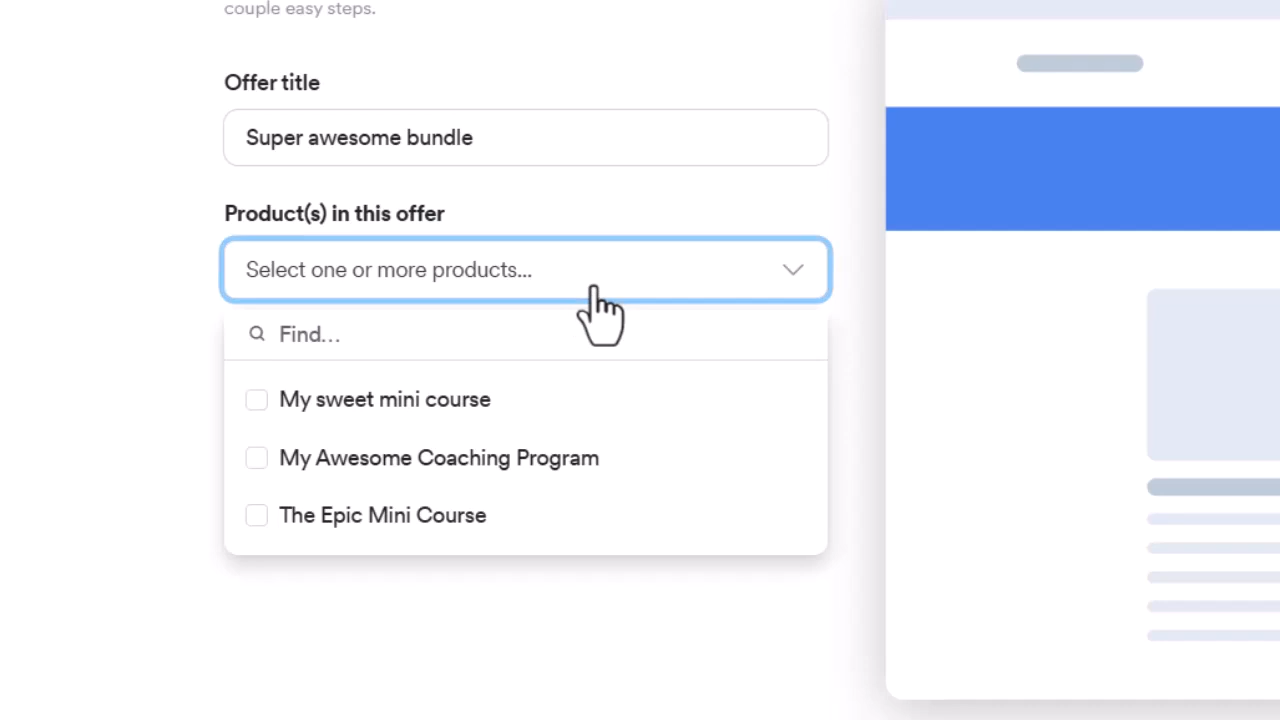 couple easy steps.
Offer title
Super awesome bundle
Product(s) in this offer
Select one or more products...
Find...
My sweet mini course
My Awesome Coaching Program
The Epic Mini Course